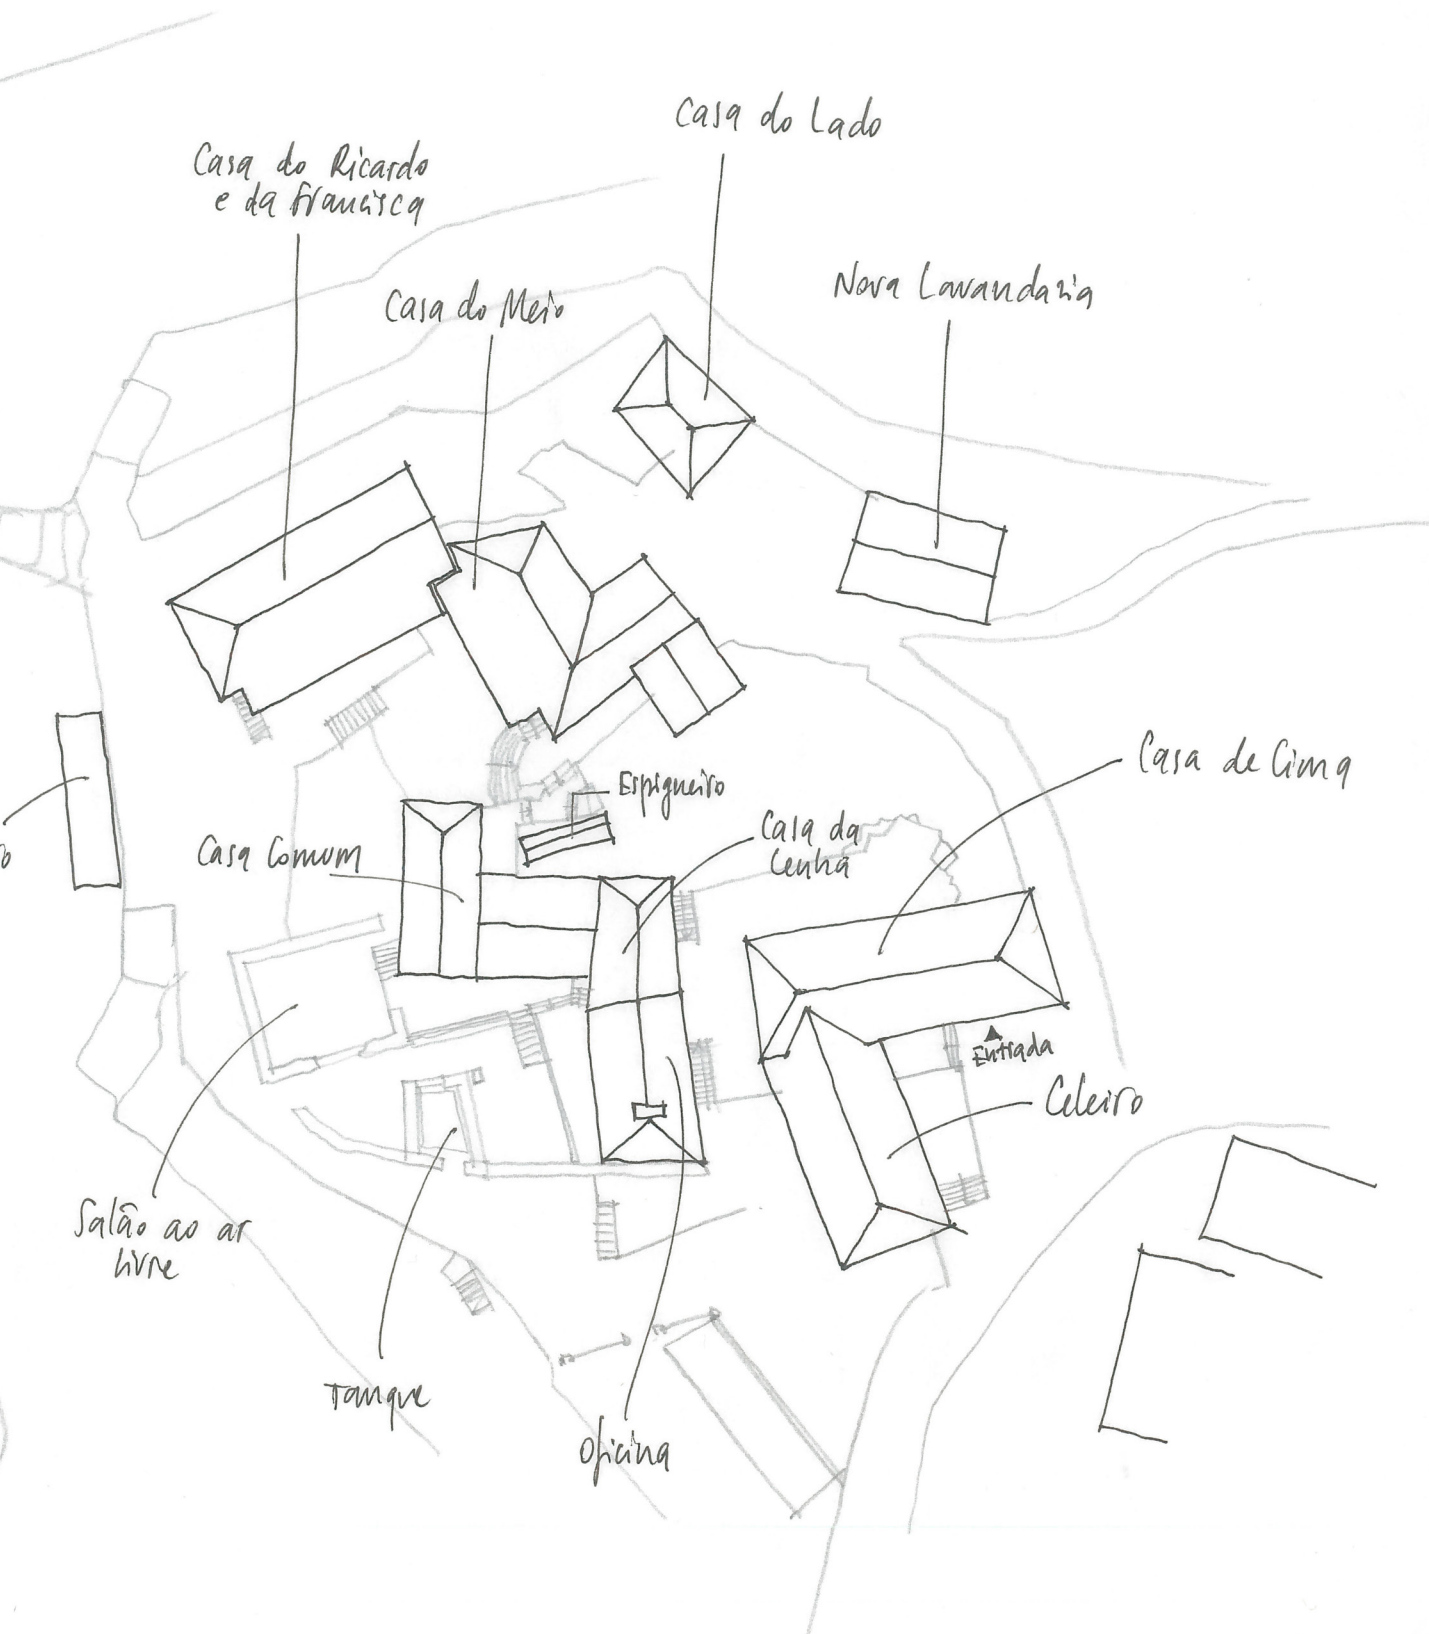 Casa do Lado
Casa do Ricardo
e da Francisca
Casa do Meio
Nova Lavandaria
Casa de Cima
Espigueiro
Casa da
Lenha
Casa Comum
Entrada
Celeiro
Salão ao ar
livre
Tanque
Oficina